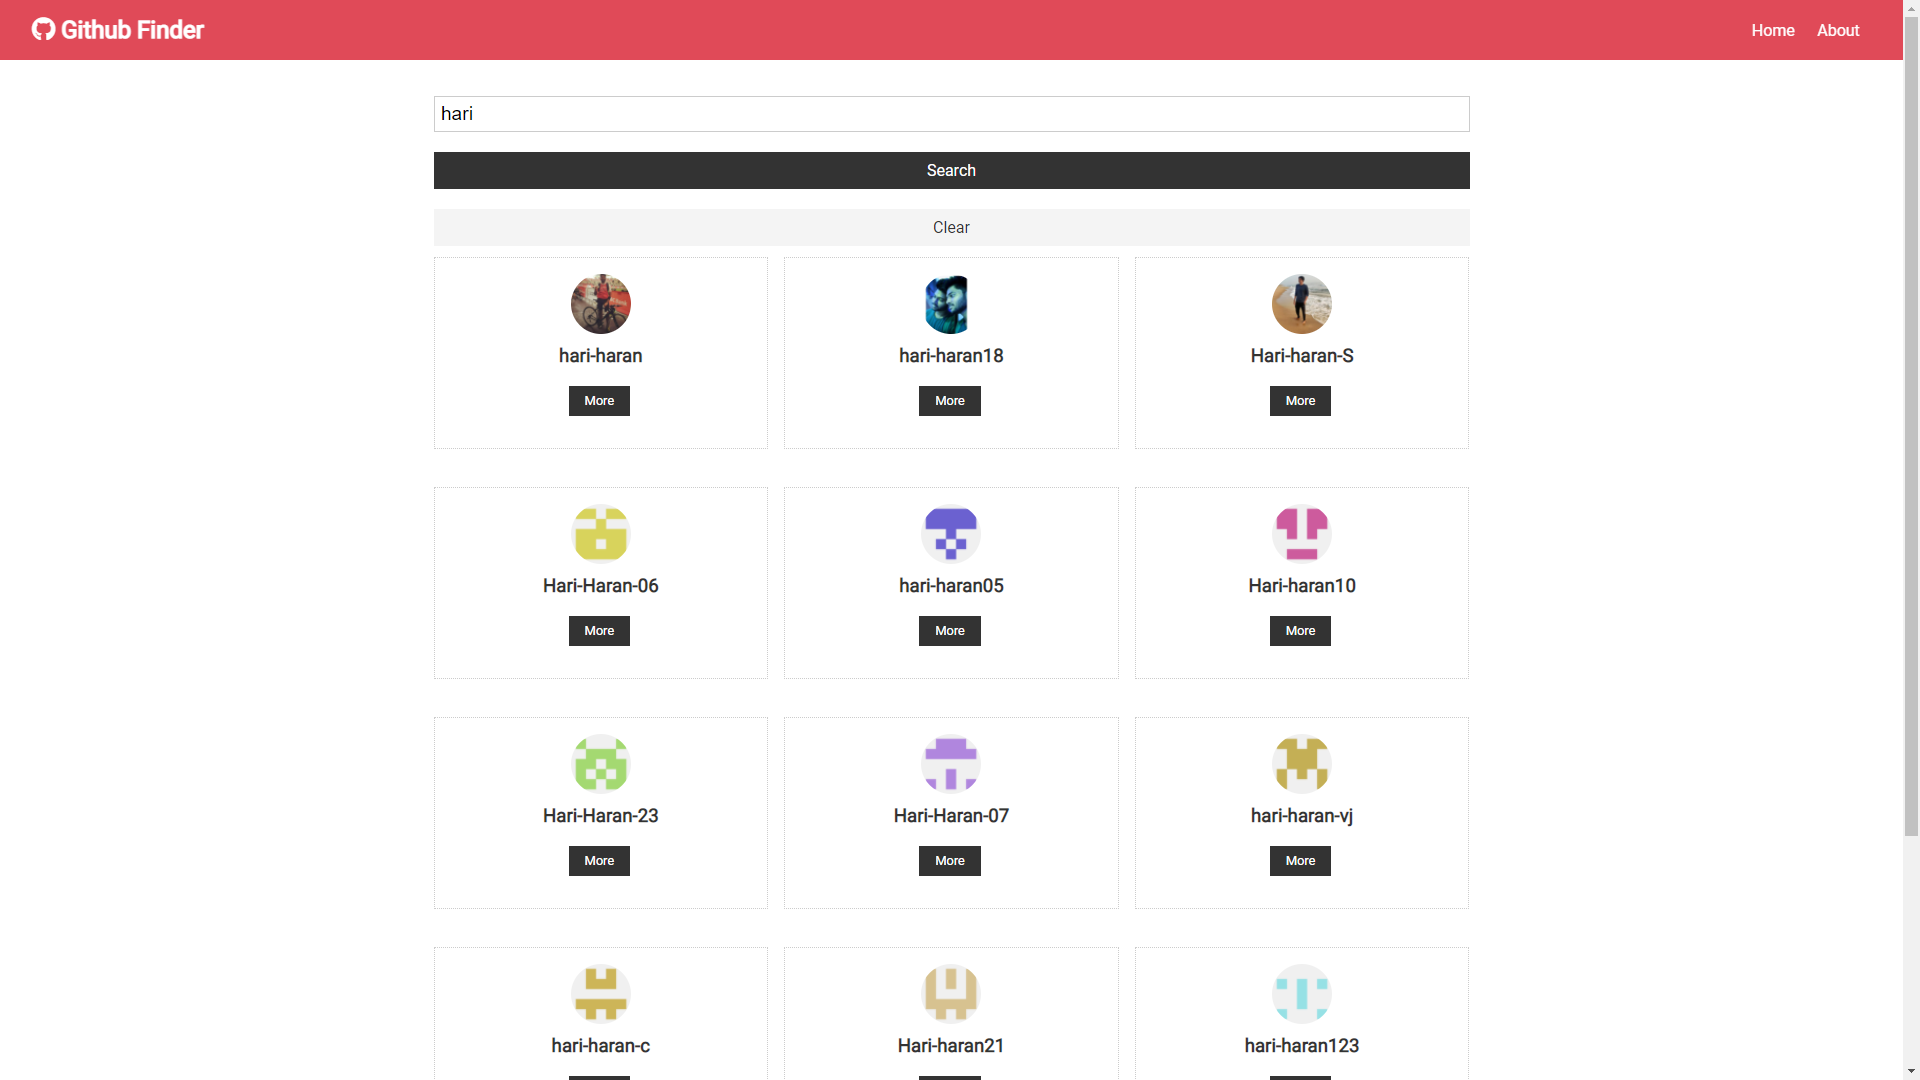 Github Finder
Home About
hari
Search
Clear
hari-haran
hari-haran18
Hari-haran-S
More
More
More
Hari-Haran-06
hari-haran05
Hari-haran10
More
More
More
Hari-Haran-23
Hari-Haran-07
hari-haran-vj
More
More
More
hari-haran-c
Hari-haran21
hari-haran123